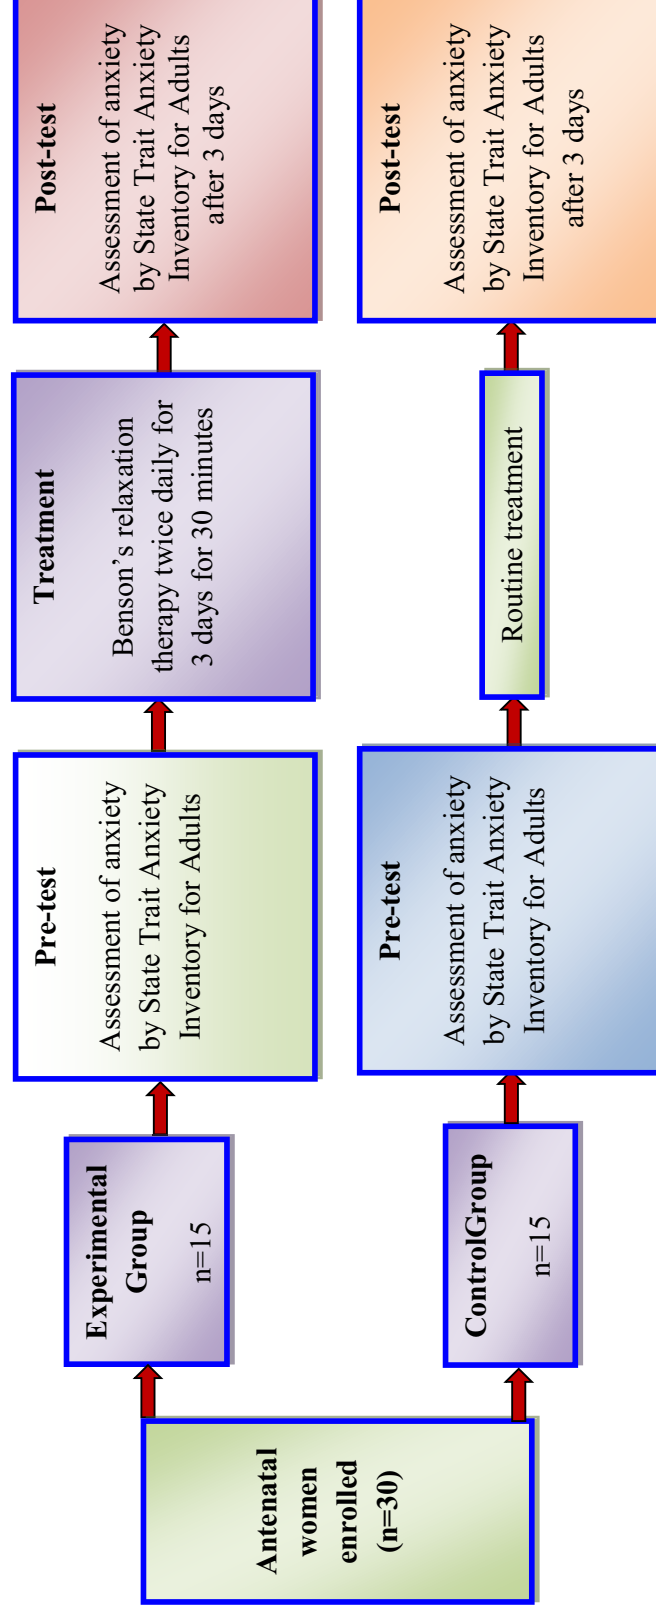 Antenatal
women
enrolled
(n=30)
Experimental
Group
n=15
Pre-test
Assessment of anxiety
by State Trait Anxiety
Inventory for Adults
Treatment
Benson’s relaxation
therapy twice daily for
3 days for 30 minutes
Post-test
Assessment of anxiety
by State Trait Anxiety
Inventory for Adults
after 3 days
ControlGroup
n=15
Pre-test
Assessment of anxiety
by State Trait Anxiety
Inventory for Adults
Routine treatment
Post-test
Assessment of anxiety
by State Trait Anxiety
Inventory for Adults
after 3 days